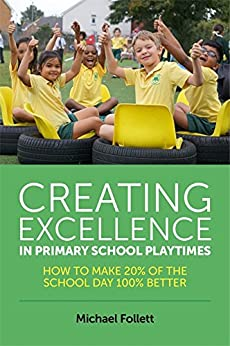 CREATING
EXCELLENCE
IN PRIMARY SCHOOL PLAYTIMES
HOW TO MAKE 20% OF THE
SCHOOL DAY 100% BETTER
Michael Follett